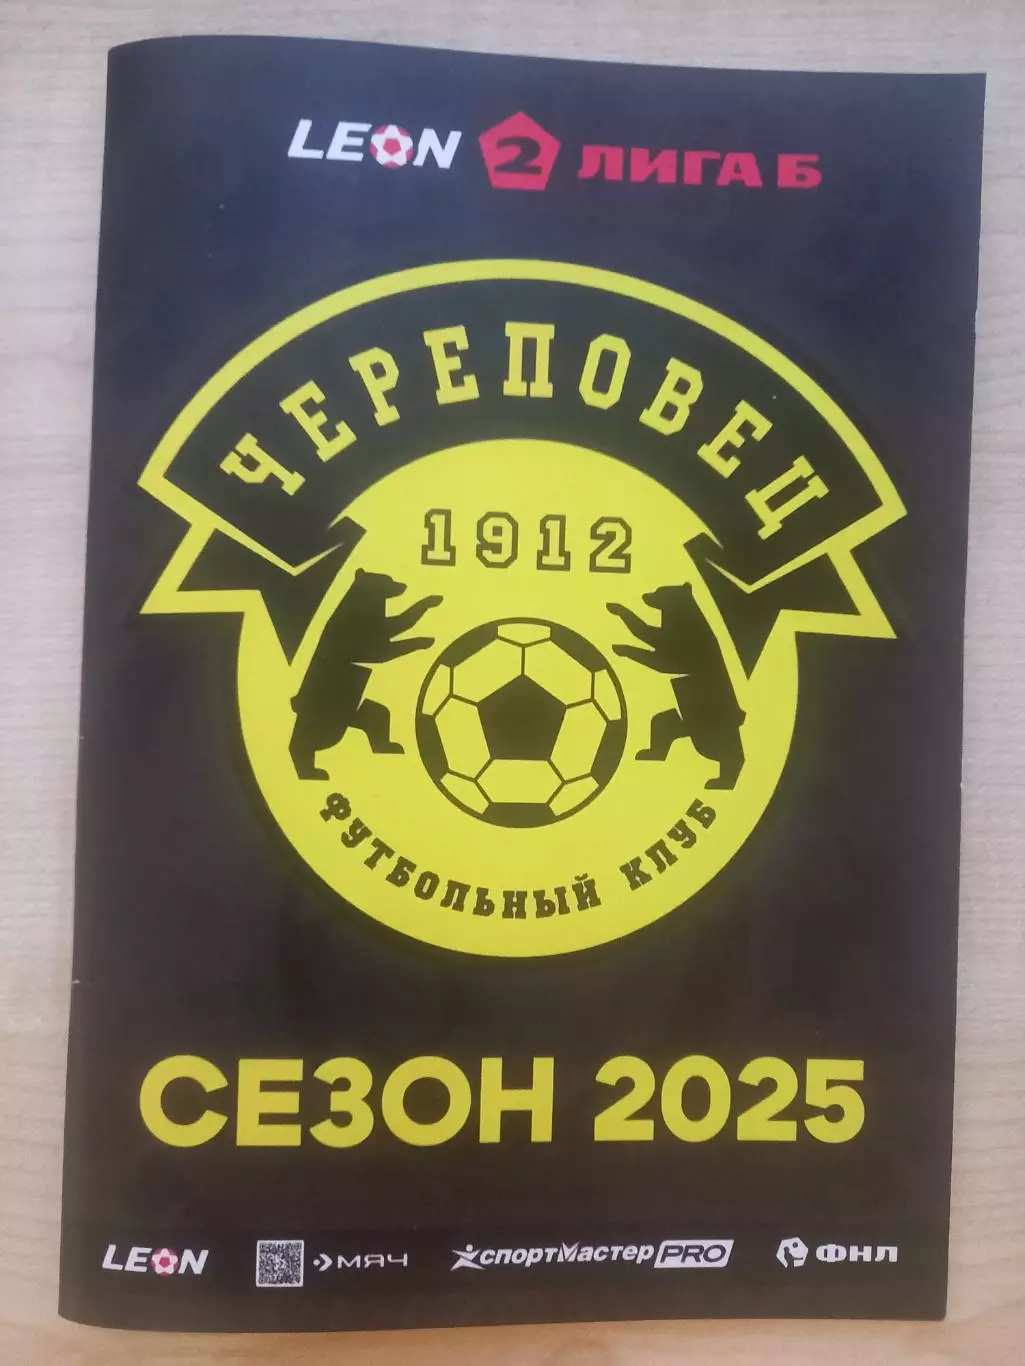 LEON 2 ЛИГА Б
ЧЕРЕПОВЕЦ
1912
ФУТБОЛЬНЫЙ КЛУБ
СЕЗОН 2025
LEON МЯЧ спортмастер PRO ФНЛ